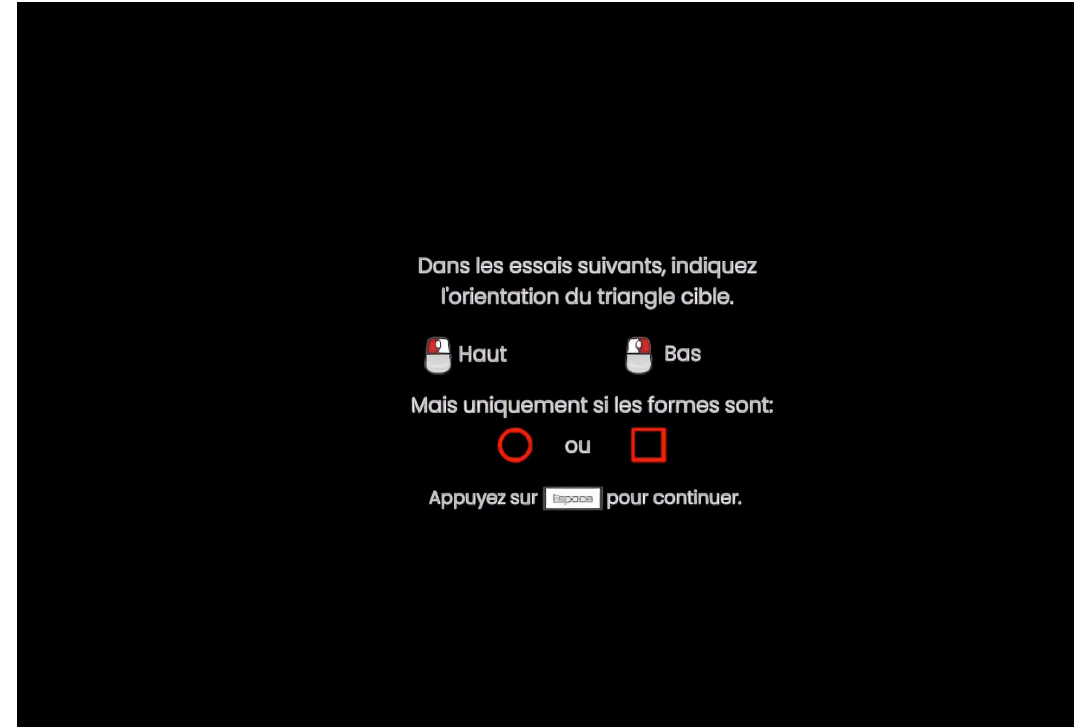 Dans les essais suivants, indiquez
l'orientation du triangle cible.
Haut Bas
Mais uniquement si les formes sont:
ou
Appuyez sur Espace pour continuer.